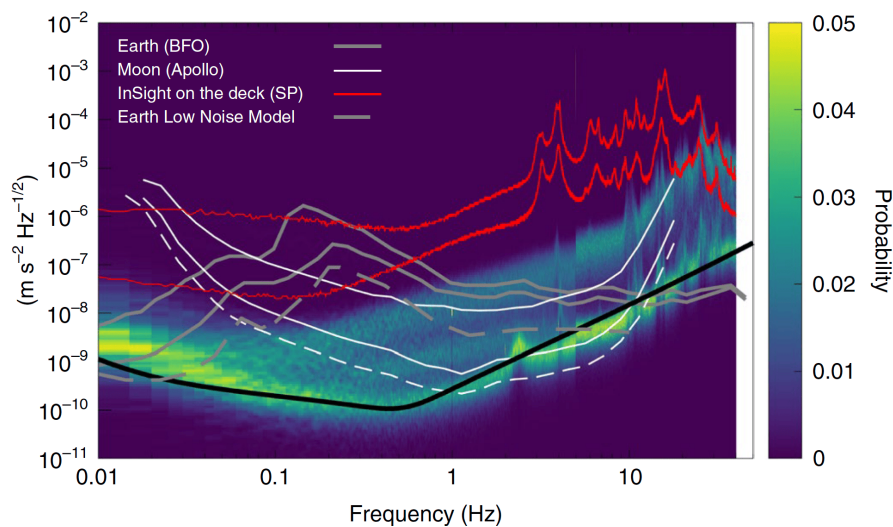 10⁻²
10⁻³
10⁻⁴
10⁻⁵
10⁻⁶
10⁻⁷
10⁻⁸
10⁻⁹
10⁻¹⁰
10⁻¹¹
(m s⁻² Hz⁻¹/²)
Earth (BFO)
Moon (Apollo)
InSight on the deck (SP)
Earth Low Noise Model
0.01
0.1
1
10
Frequency (Hz)
0.05
0.04
0.03
0.02
0.01
0
Probability